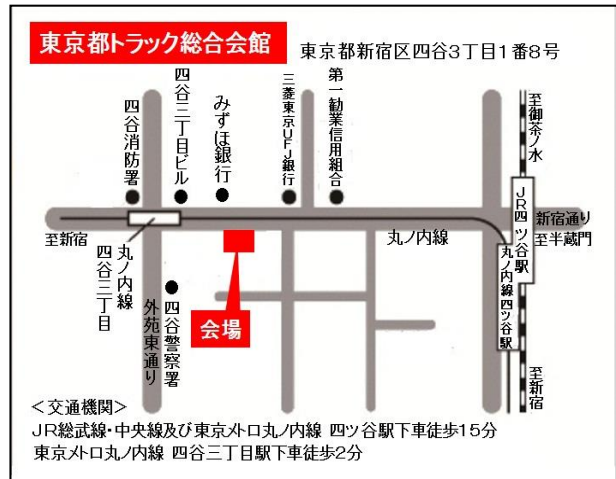 東京都トラック総合会館
東京都新宿区四谷3丁目1番8号
四谷消防署
四谷三丁目ビル
みずほ銀行
三菱東京UFJ銀行
第一勧業信用組合
至御茶ノ水
JR四ツ谷駅
新宿通り
至新宿
丸ノ内線
至半蔵門
丸ノ内線
四谷三丁目
外苑東通り
四谷警察署
会場
丸ノ内線四ツ谷駅
至新宿
<交通機関>
JR総武線・中央線及び東京メトロ丸ノ内線 四ツ谷駅下車徒歩15分
東京メトロ丸ノ内線 四谷三丁目駅下車徒歩2分